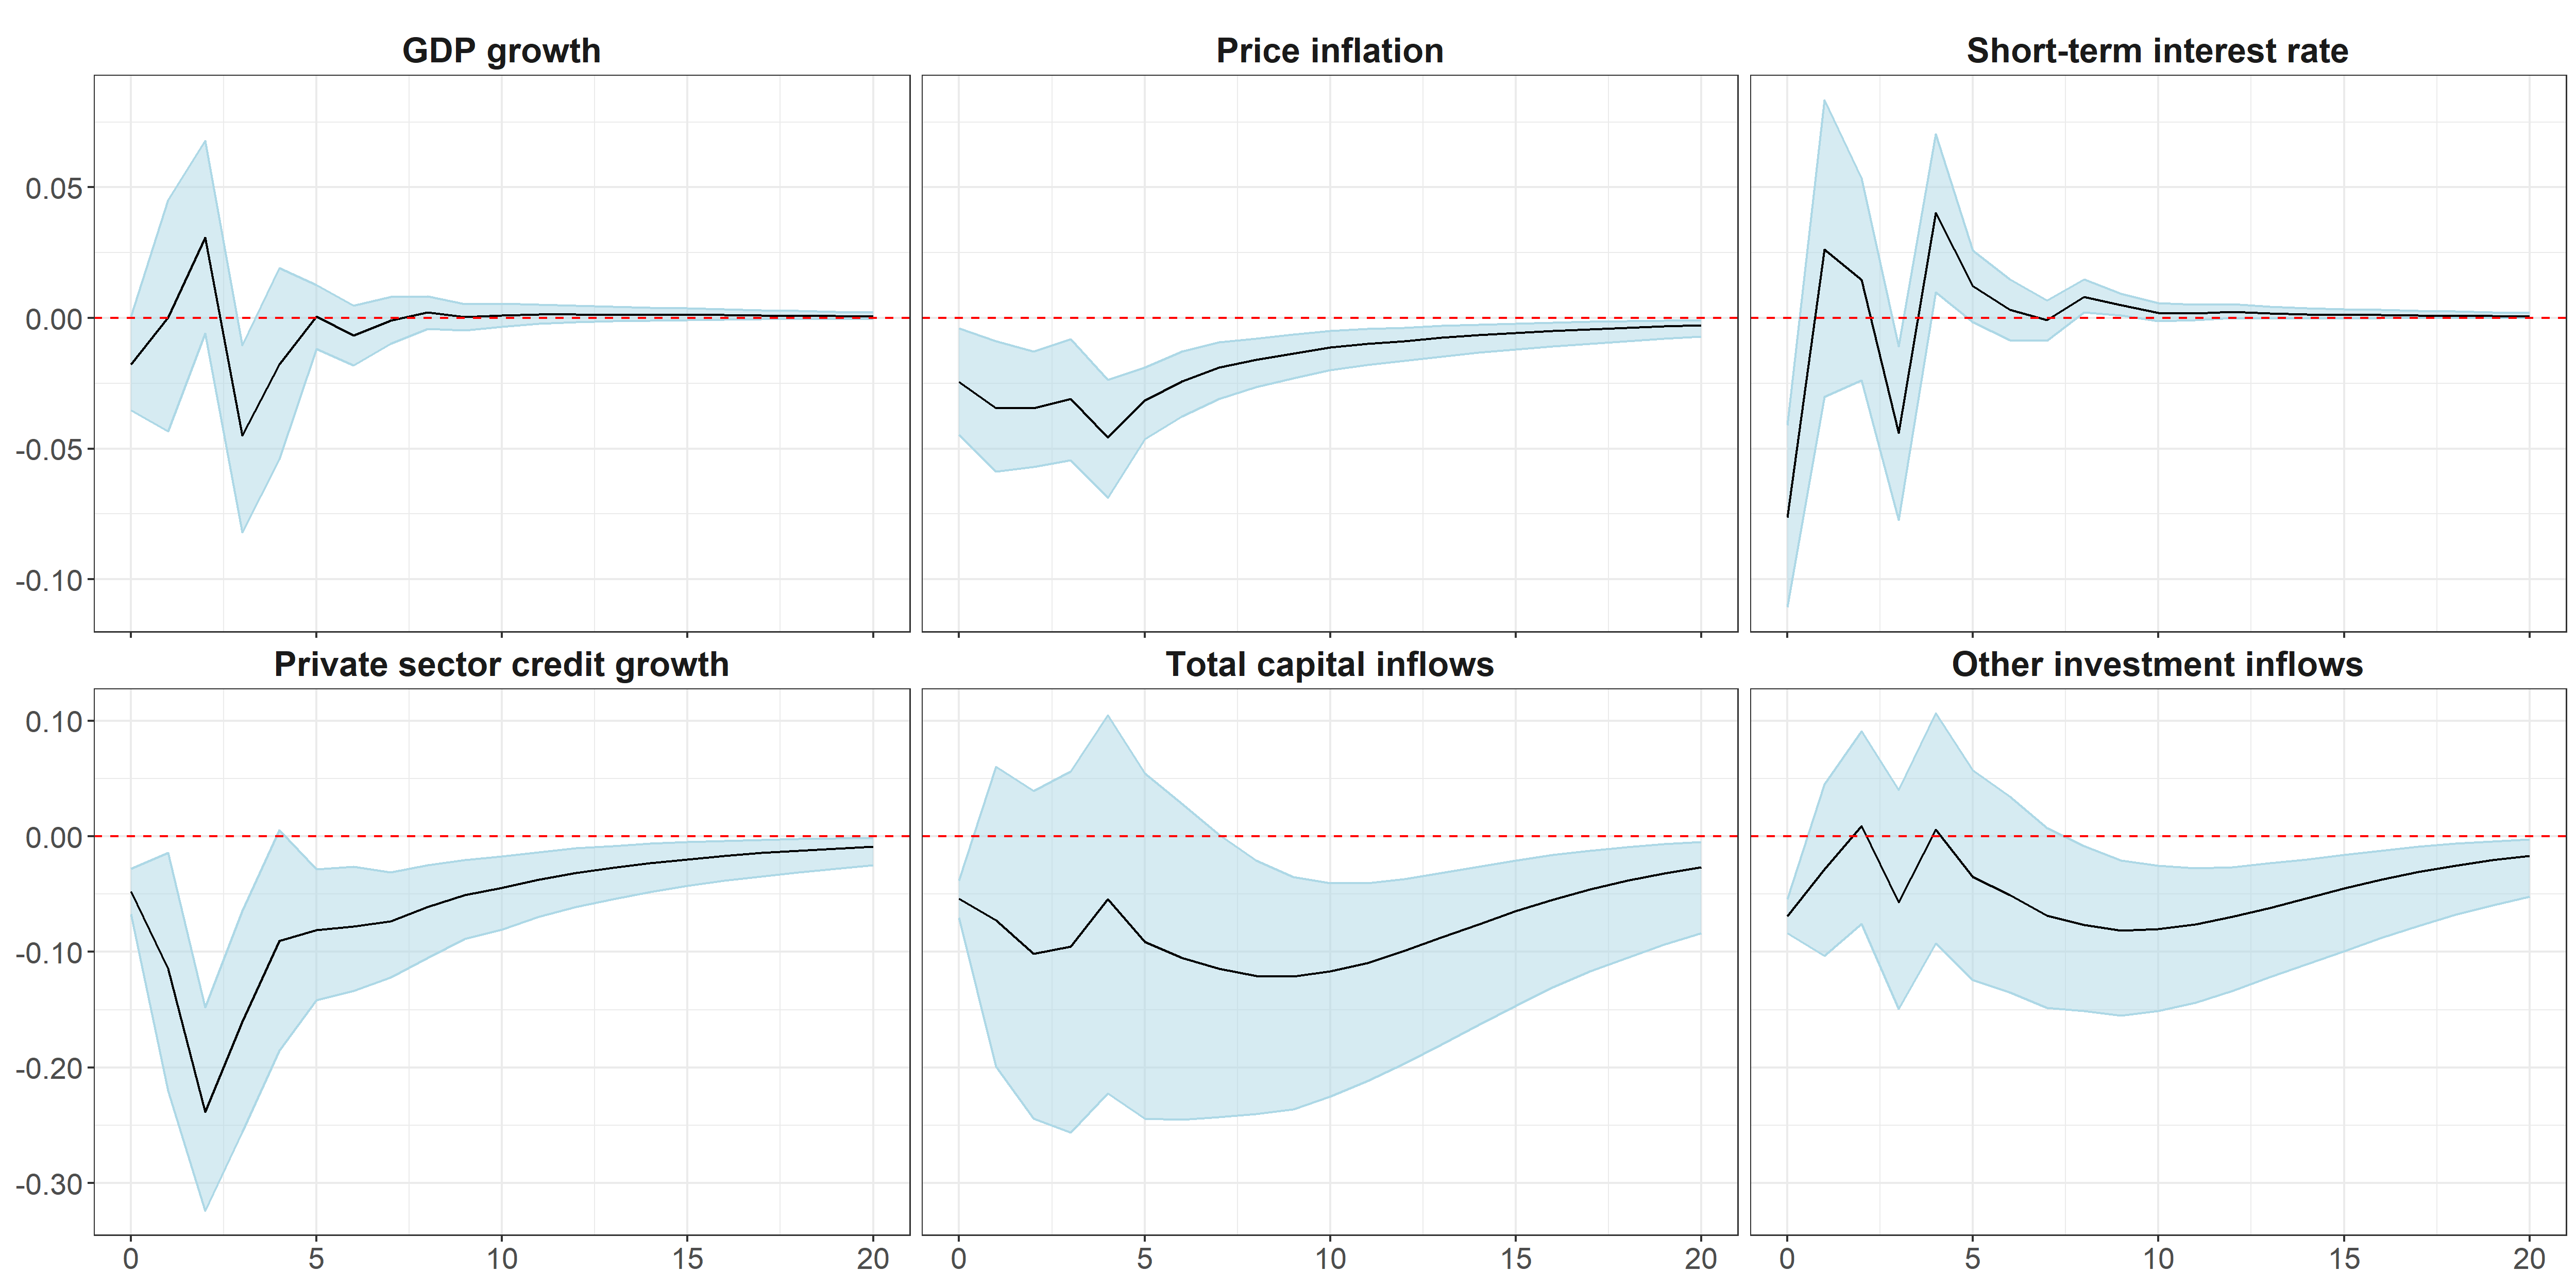 GDP growth
Price inflation
Short-term interest rate
0.05
0.00
-0.05
-0.10
Private sector credit growth
Total capital inflows
Other investment inflows
0.10
0.00
-0.10
-0.20
-0.30
0 5 10 15 20
0 5 10 15 20
0 5 10 15 20